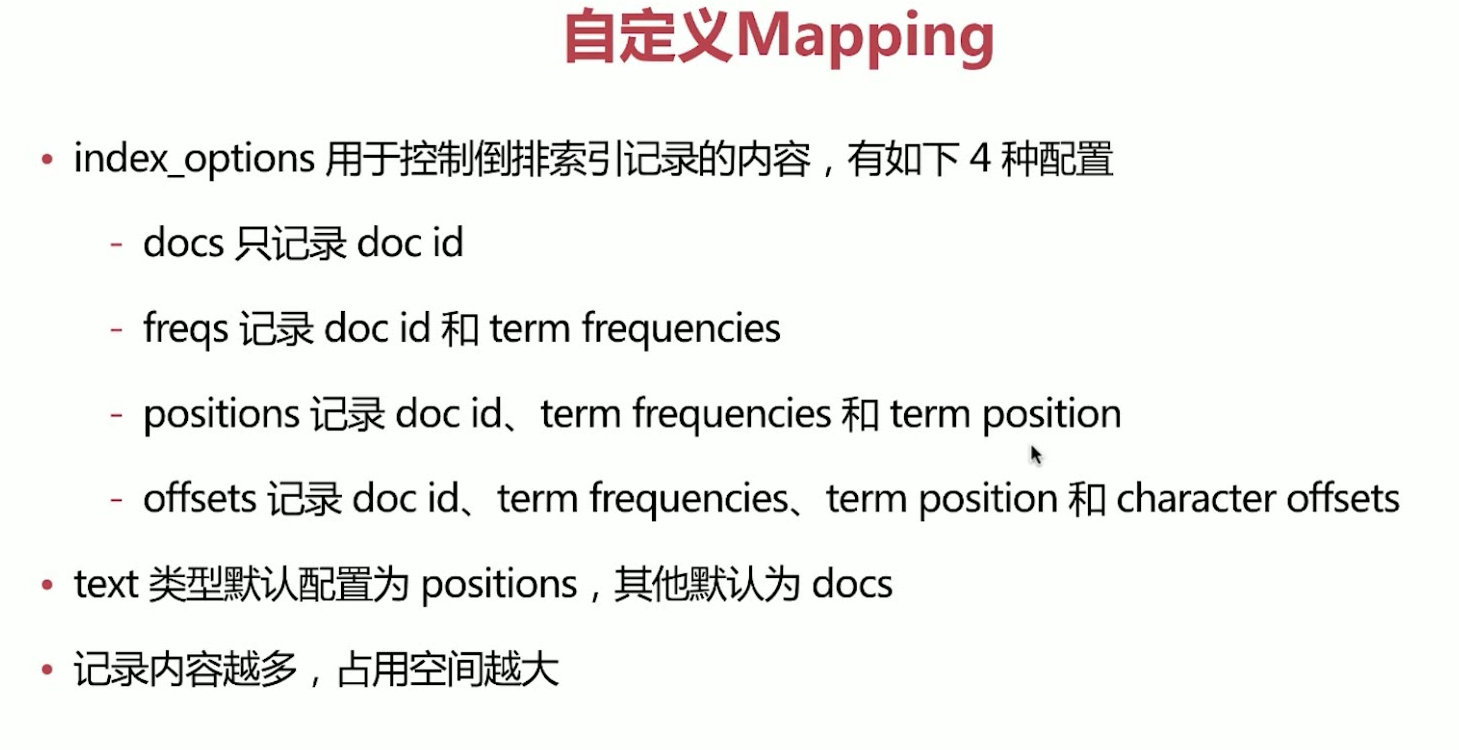 自定义Mapping
• index_options 用于控制倒排索引记录的内容，有如下 4 种配置
- docs 只记录 doc id
- freqs 记录 doc id 和 term frequencies
- positions 记录 doc id、term frequencies 和 term position
- offsets 记录 doc id、term frequencies、term position 和 character offsets
• text 类型默认配置为 positions，其他默认为 docs
• 记录内容越多，占用空间越大